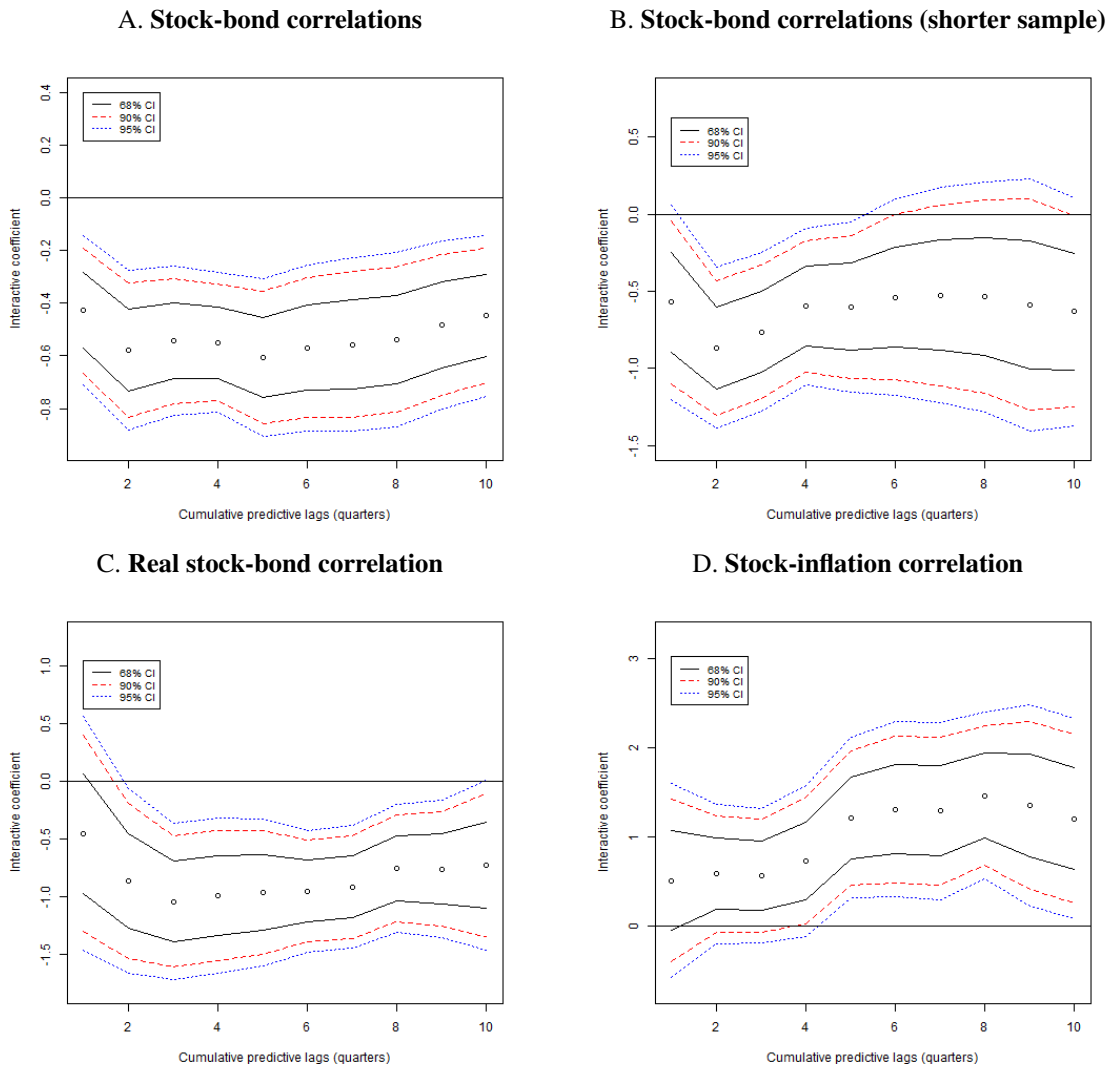 A. Stock-bond correlations
0.4
0.2
0.0
-0.2
-0.4
-0.6
-0.8
Interactive coefficient
68% CI
90% CI
95% CI
2 4 6 8 10
Cumulative predictive lags (quarters)
B. Stock-bond correlations (shorter sample)
0.5
0.0
-0.5
-1.0
-1.5
Interactive coefficient
68% CI
90% CI
95% CI
2 4 6 8 10
Cumulative predictive lags (quarters)
C. Real stock-bond correlation
1.0
0.5
0.0
-0.5
-1.0
-1.5
Interactive coefficient
68% CI
90% CI
95% CI
2 4 6 8 10
Cumulative predictive lags (quarters)
D. Stock-inflation correlation
3
2
1
0
Interactive coefficient
68% CI
90% CI
95% CI
2 4 6 8 10
Cumulative predictive lags (quarters)